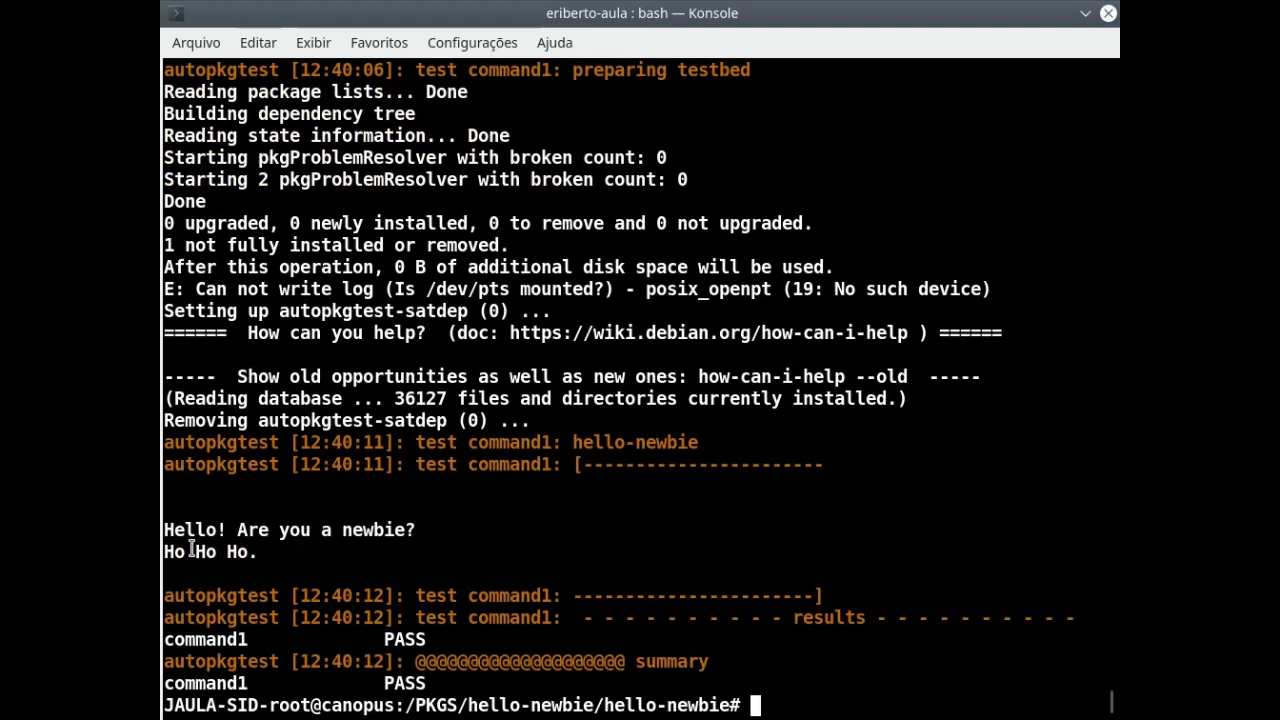 eriberto-aula : bash — Konsole
Arquivo Editar Exibir Favoritos Configurações Ajuda
autopkgtest [12:40:06]: test command1: preparing testbed
Reading package lists... Done
Building dependency tree
Reading state information... Done
Starting pkgProblemResolver with broken count: 0
Starting 2 pkgProblemResolver with broken count: 0
Done
0 upgraded, 0 newly installed, 0 to remove and 0 not upgraded.
1 not fully installed or removed.
After this operation, 0 B of additional disk space will be used.
E: Can not write log (Is /dev/pts mounted?) - posix_openpt (19: No such device)
Setting up autopkgtest-satdep (0) ...
====== How can you help? (doc: https://wiki.debian.org/how-can-i-help ) ======
----- Show old opportunities as well as new ones: how-can-i-help --old -----
(Reading database ... 36127 files and directories currently installed.)
Removing autopkgtest-satdep (0) ...
autopkgtest [12:40:11]: test command1: hello-newbie
autopkgtest [12:40:11]: test command1: [-----------------------
Hello! Are you a newbie?
Ho Ho Ho.
autopkgtest [12:40:12]: test command1: -----------------------]
autopkgtest [12:40:12]: test command1: - - - - - - - - - - results - - - - - - - - - -
command1 PASS
autopkgtest [12:40:12]: @@@@@@@@@@@@@@@@@@@@ summary
command1 PASS
JAULA-SID-root@canopus:/PKGS/hello-newbie/hello-newbie#